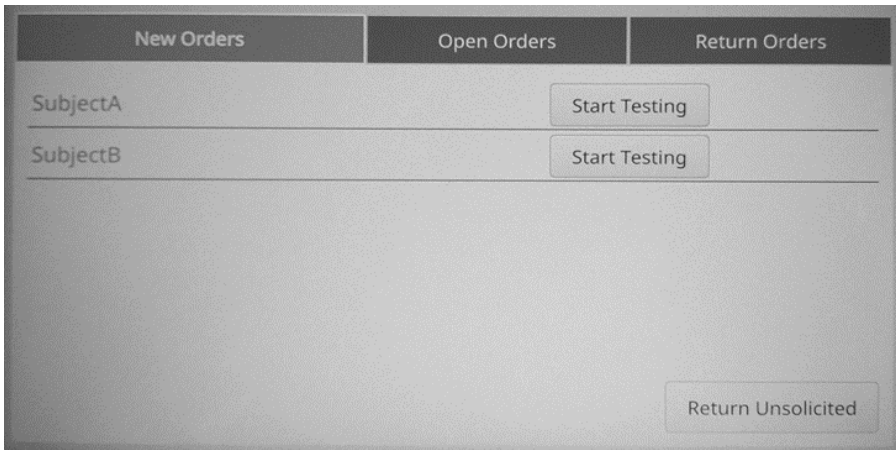 New Orders Open Orders Return Orders
SubjectA Start Testing
SubjectB Start Testing
Return Unsolicited